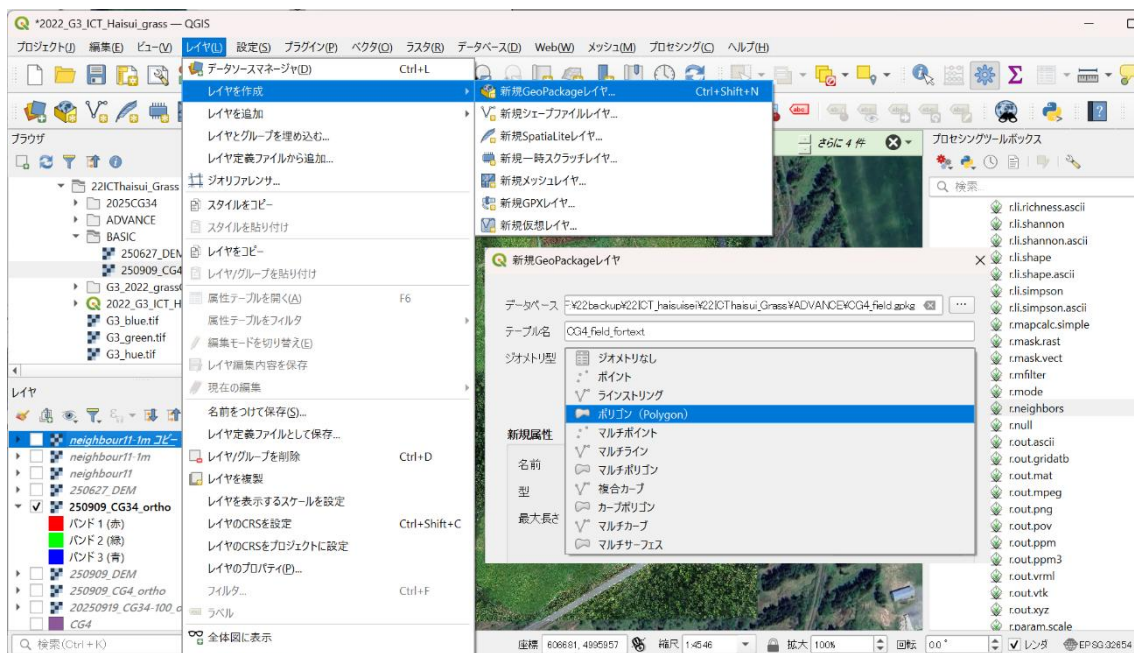 *2022_G3_ICT_Haisui_grass — QGIS
プロジェクト(J) 編集(E) ビュー(V) レイヤ(L) 設定(S) プラグイン(P) ベクタ(O) ラスタ(R) データベース(D) Web(W) メッシュ(M) プロセシング(C) ヘルプ(H)
データソースマネージャ(D) Ctrl+L
レイヤを作成
レイヤを追加
レイヤとグループを埋め込む...
レイヤ定義ファイルから追加...
ジオリファレンサ...
スタイルをコピー
スタイルを貼り付け
レイヤをコピー
レイヤ/グループを貼り付け
属性テーブルを開く(A) F6
属性テーブルをフィルタ
編集モードを切り替え(E)
レイヤ編集内容を保存
現在の編集
名前をつけて保存(S)...
レイヤ定義ファイルとして保存...
レイヤ/グループを削除 Ctrl+D
レイヤを複製
レイヤを表示するスケールを設定
レイヤのCRSを設定 Ctrl+Shift+C
レイヤのCRSをプロジェクトに設定
レイヤのプロパティ(P)...
フィルタ... Ctrl+F
ラベル
全体図に表示
新規GeoPackageレイヤ... Ctrl+Shift+N
新規シェープファイルレイヤ...
新規SpatiaLiteレイヤ...
新規一時スクラッチレイヤ...
新規メッシュレイヤ...
新規GPXレイヤ...
新規仮想レイヤ...
さらに 4 件
ブラウザ
22ICThaisui_Grass
2025CG34
ADVANCE
BASIC
250627_DEM
250909_CG4
G3_2022_grass
2022_G3_ICT_H
G3_blue.tif
G3_green.tif
G3_hue.tif
レイヤ
neighbour11-1m コピー
neighbour11-1m
neighbour11
250627_DEM
250909_CG34_ortho
バンド 1 (赤)
バンド 2 (緑)
バンド 3 (青)
250909_DEM
250909_CG4_ortho
20250919_CG34-100_o
CG4
検索(Ctrl+K)
新規GeoPackageレイヤ
データベース F:¥22backup¥22ICT_haisuisei¥22ICThaisui_Grass¥ADVANCE¥CG4_field.gpkg ...
テーブル名 CG4_field_fortext
ジオメトリ型
ジオメトリなし
ポイント
ラインストリング
ポリゴン (Polygon)
マルチポイント
マルチライン
マルチポリゴン
複合カーブ
カーブポリゴン
マルチカーブ
マルチサーフェス
新規属性
名前
型
最大長さ
プロセシングツールボックス
検索...
r.li.richness.ascii
r.li.shannon
r.li.shannon.ascii
r.li.shape
r.li.shape.ascii
r.li.simpson
r.li.simpson.ascii
r.mapcalc.simple
r.mask.rast
r.mask.vect
r.mfilter
r.mode
r.neighbors
r.null
r.out.ascii
r.out.gridatb
r.out.mat
r.out.mpeg
r.out.png
r.out.pov
r.out.ppm
r.out.ppm3
r.out.vrml
r.out.vtk
r.out.xyz
r.param.scale
座標 606691, 4995957 縮尺 1:4546 拡大 100% 回転 0.0 ° レンダ EPSG:32654